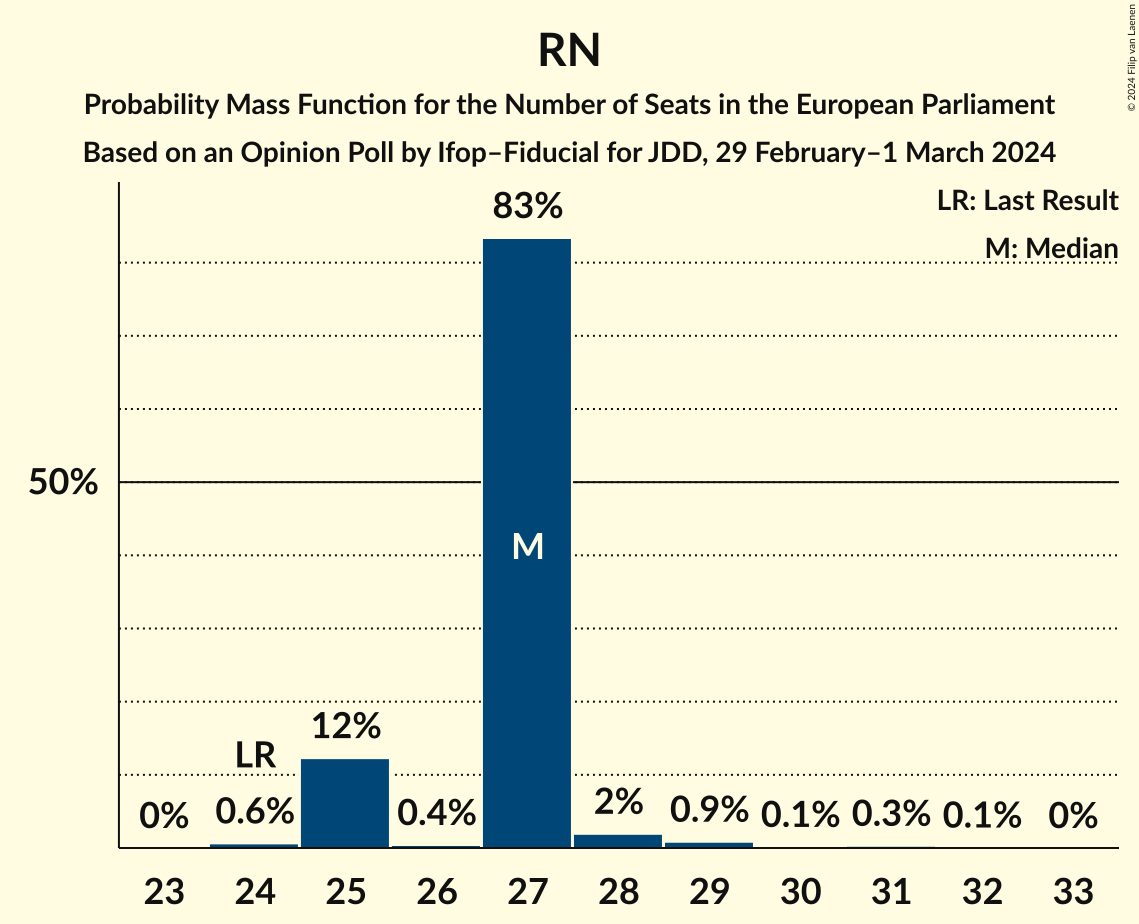 RN
Probability Mass Function for the Number of Seats in the European Parliament
Based on an Opinion Poll by Ifop–Fiducial for JDD, 29 February–1 March 2024
© 2024 Filip van Laenen
LR: Last Result
M: Median
83%
50%
M
12%
LR
0% 0.6% 0.4% 2% 0.9% 0.1% 0.3% 0.1% 0%
23 24 25 26 27 28 29 30 31 32 33